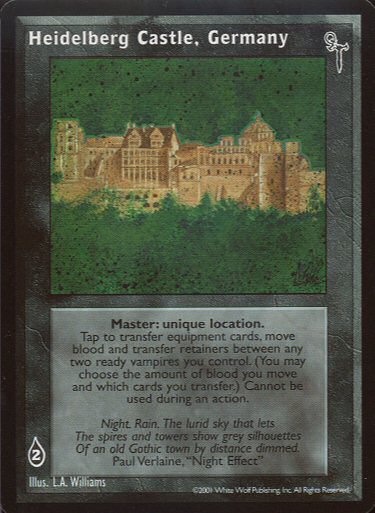 Heidelberg Castle, Germany
Master: unique location.
Tap to transfer equipment cards, move
blood and transfer retainers between any
two ready vampires you control. (You may
choose the amount of blood you move
and which cards you transfer.) Cannot be
used during an action.
Night. Rain. The lurid sky that lets
The spires and towers show grey silhouettes
Of an old Gothic town by distance dimmed.
Paul Verlaine, "Night Effect"
2
Illus. L.A. Williams
©2001 White Wolf Publishing, Inc. All Rights Reserved.